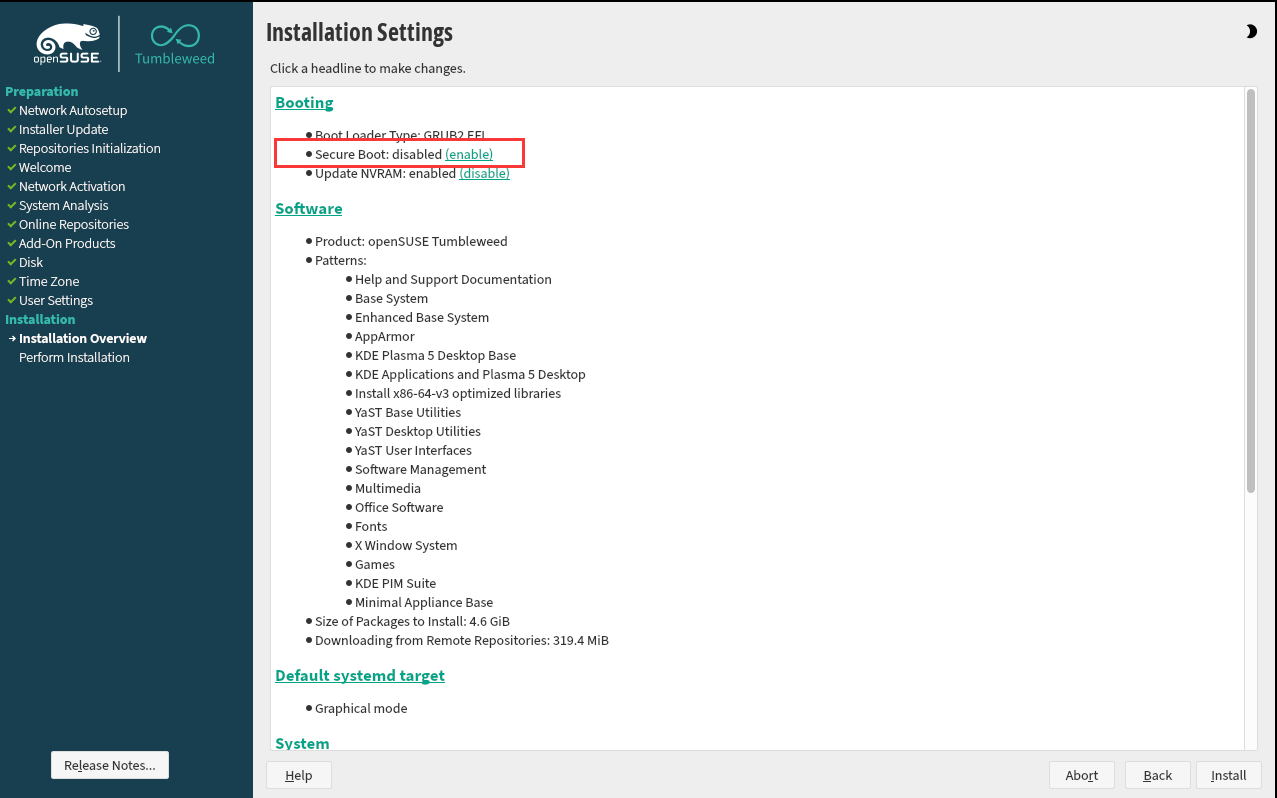 openSUSE
Tumbleweed
Preparation
Network Autosetup
Installer Update
Repositories Initialization
Welcome
Network Activation
System Analysis
Online Repositories
Add-On Products
Disk
Time Zone
User Settings
Installation
Installation Overview
Perform Installation
Release Notes...
Installation Settings
Click a headline to make changes.
Booting
Boot Loader Type: GRUB2 EFI
Secure Boot: disabled (enable)
Update NVRAM: enabled (disable)
Software
Product: openSUSE Tumbleweed
Patterns:
Help and Support Documentation
Base System
Enhanced Base System
AppArmor
KDE Plasma 5 Desktop Base
KDE Applications and Plasma 5 Desktop
Install x86-64-v3 optimized libraries
YaST Base Utilities
YaST Desktop Utilities
YaST User Interfaces
Software Management
Multimedia
Office Software
Fonts
X Window System
Games
KDE PIM Suite
Minimal Appliance Base
Size of Packages to Install: 4.6 GiB
Downloading from Remote Repositories: 319.4 MiB
Default systemd target
Graphical mode
System
Help
Abort
Back
Install